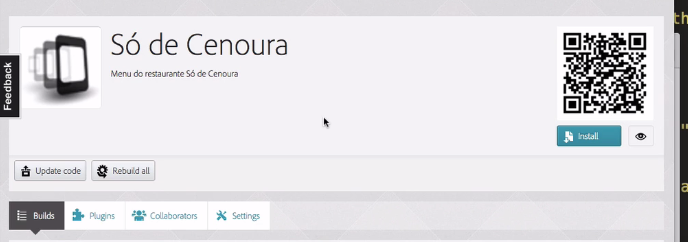 Só de Cenoura
Menu do restaurante Só de Cenoura
Feedback
Install
Update code
Rebuild all
Builds
Plugins
Collaborators
Settings
th
"
a